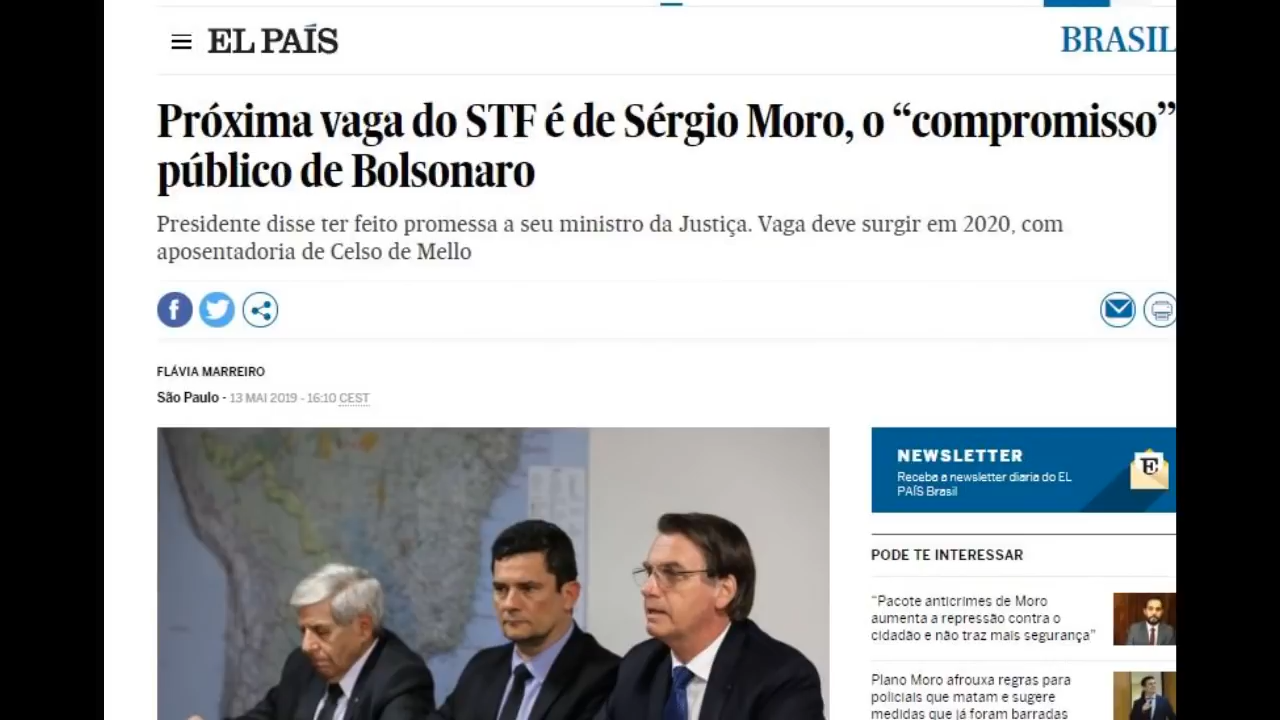 EL PAÍS
BRASIL
Próxima vaga do STF é de Sérgio Moro, o “compromisso”
público de Bolsonaro
Presidente disse ter feito promessa a seu ministro da Justiça. Vaga deve surgir em 2020, com
aposentadoria de Celso de Mello
FLÁVIA MARREIRO
São Paulo - 13 MAI 2019 - 16:10 CEST
NEWSLETTER
Receba a newsletter diaria do EL
PAÍS Brasil
PODE TE INTERESSAR
“Pacote anticrimes de Moro
aumenta a repressão contra o
cidadão e não traz mais segurança”
Plano Moro afrouxa regras para
policiais que matam e sugere
medidas que já foram barradas